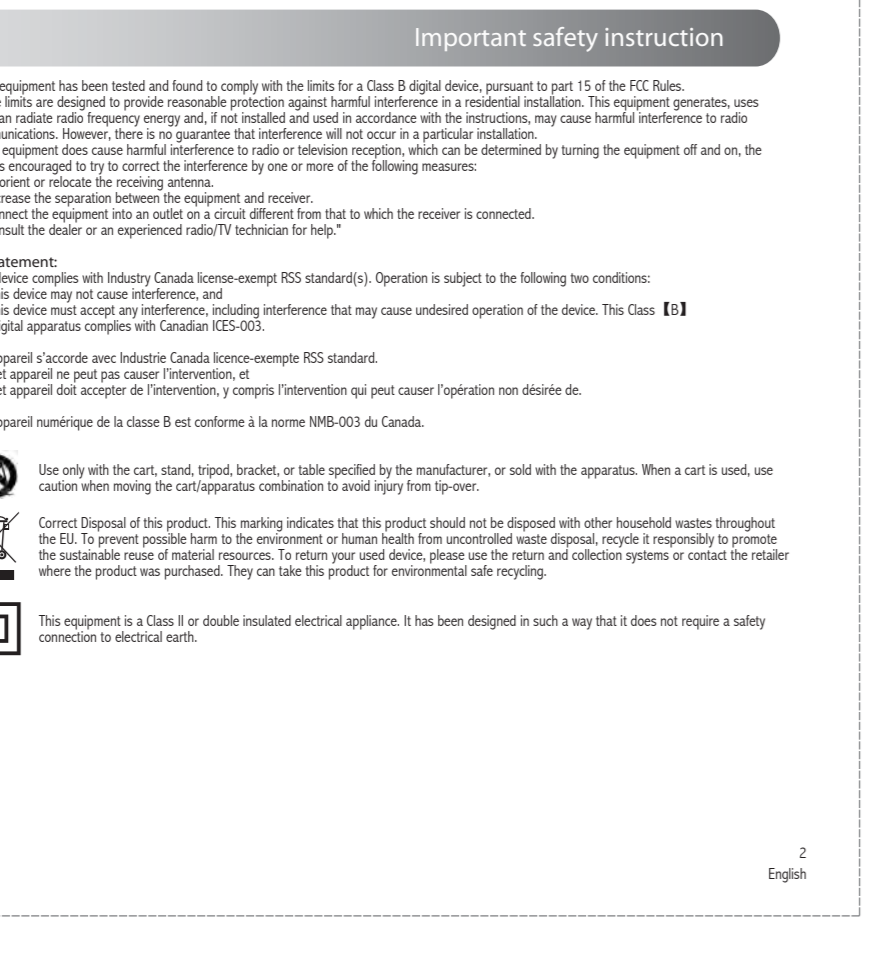 Important safety instruction
equipment has been tested and found to comply with the limits for a Class B digital device, pursuant to part 15 of the FCC Rules.
limits are designed to provide reasonable protection against harmful interference in a residential installation. This equipment generates, uses
an radiate radio frequency energy and, if not installed and used in accordance with the instructions, may cause harmful interference to radio
unications. However, there is no guarantee that interference will not occur in a particular installation.
equipment does cause harmful interference to radio or television reception, which can be determined by turning the equipment off and on, the
s encouraged to try to correct the interference by one or more of the following measures:
orient or relocate the receiving antenna.
crease the separation between the equipment and receiver.
nnect the equipment into an outlet on a circuit different from that to which the receiver is connected.
nsult the dealer or an experienced radio/TV technician for help."
atement:
device complies with Industry Canada license-exempt RSS standard(s). Operation is subject to the following two conditions:
is device may not cause interference, and
is device must accept any interference, including interference that may cause undesired operation of the device. This Class【B】
igital apparatus complies with Canadian ICES-003.
ppareil s’accorde avec Industrie Canada licence-exempte RSS standard.
et appareil ne peut pas causer l’intervention, et
et appareil doit accepter de l’intervention, y compris l’intervention qui peut causer l’opération non désirée de.
ppareil numérique de la classe B est conforme à la norme NMB-003 du Canada.
Use only with the cart, stand, tripod, bracket, or table specified by the manufacturer, or sold with the apparatus. When a cart is used, use
caution when moving the cart/apparatus combination to avoid injury from tip-over.
Correct Disposal of this product. This marking indicates that this product should not be disposed with other household wastes throughout
the EU. To prevent possible harm to the environment or human health from uncontrolled waste disposal, recycle it responsibly to promote
the sustainable reuse of material resources. To return your used device, please use the return and collection systems or contact the retailer
where the product was purchased. They can take this product for environmental safe recycling.
This equipment is a Class II or double insulated electrical appliance. It has been designed in such a way that it does not require a safety
connection to electrical earth.
2
English